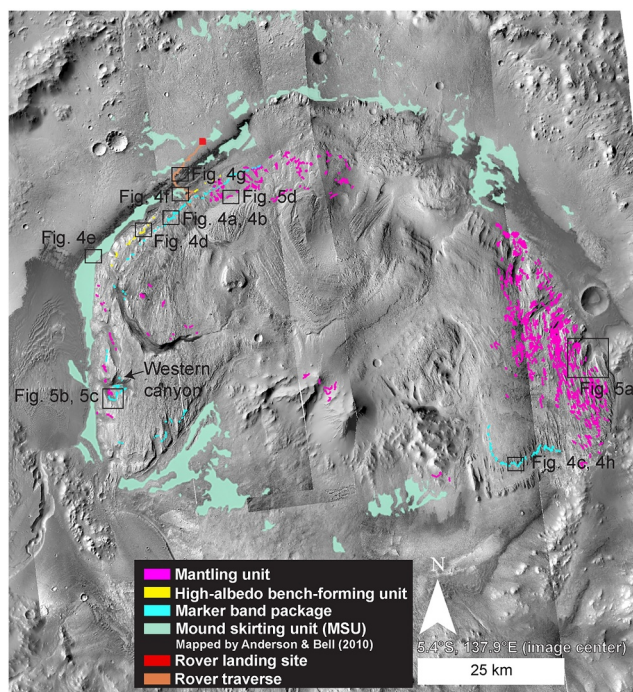 Fig. 4g
Fig. 4f
Fig. 5d
Fig. 4a, 4b
Fig. 4d
Fig. 4e
Western
canyon
Fig. 5a
Fig. 5b, 5c
Fig. 4c, 4h
Mantling unit
High-albedo bench-forming unit
Marker band package
Mound skirting unit (MSU)
Mapped by Anderson & Bell (2010)
Rover landing site
Rover traverse
N
5.4°S, 137.9°E (image center)
25 km